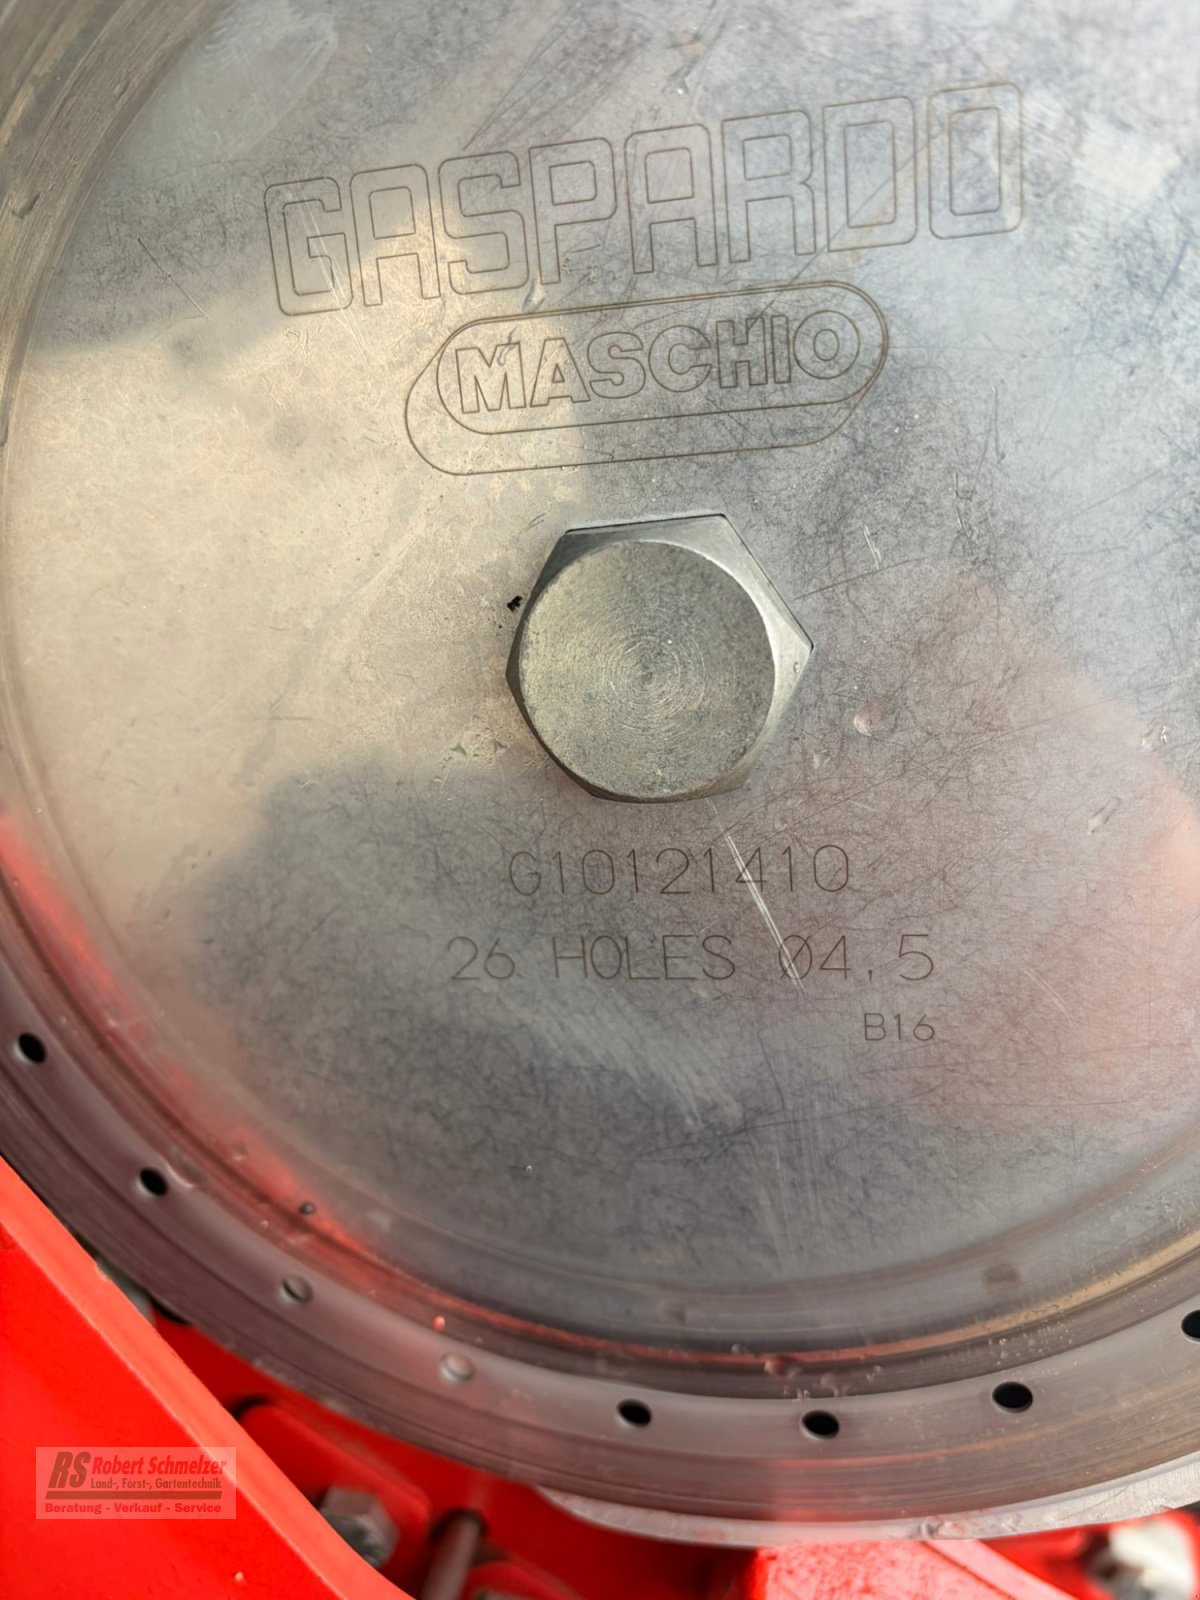 GASPARDO
MASCHIO
G10121410
26 HOLES Ø4,5
B16
RS Robert Schmelzer
Land-, Forst-, Gartentechnik
Beratung - Verkauf - Service